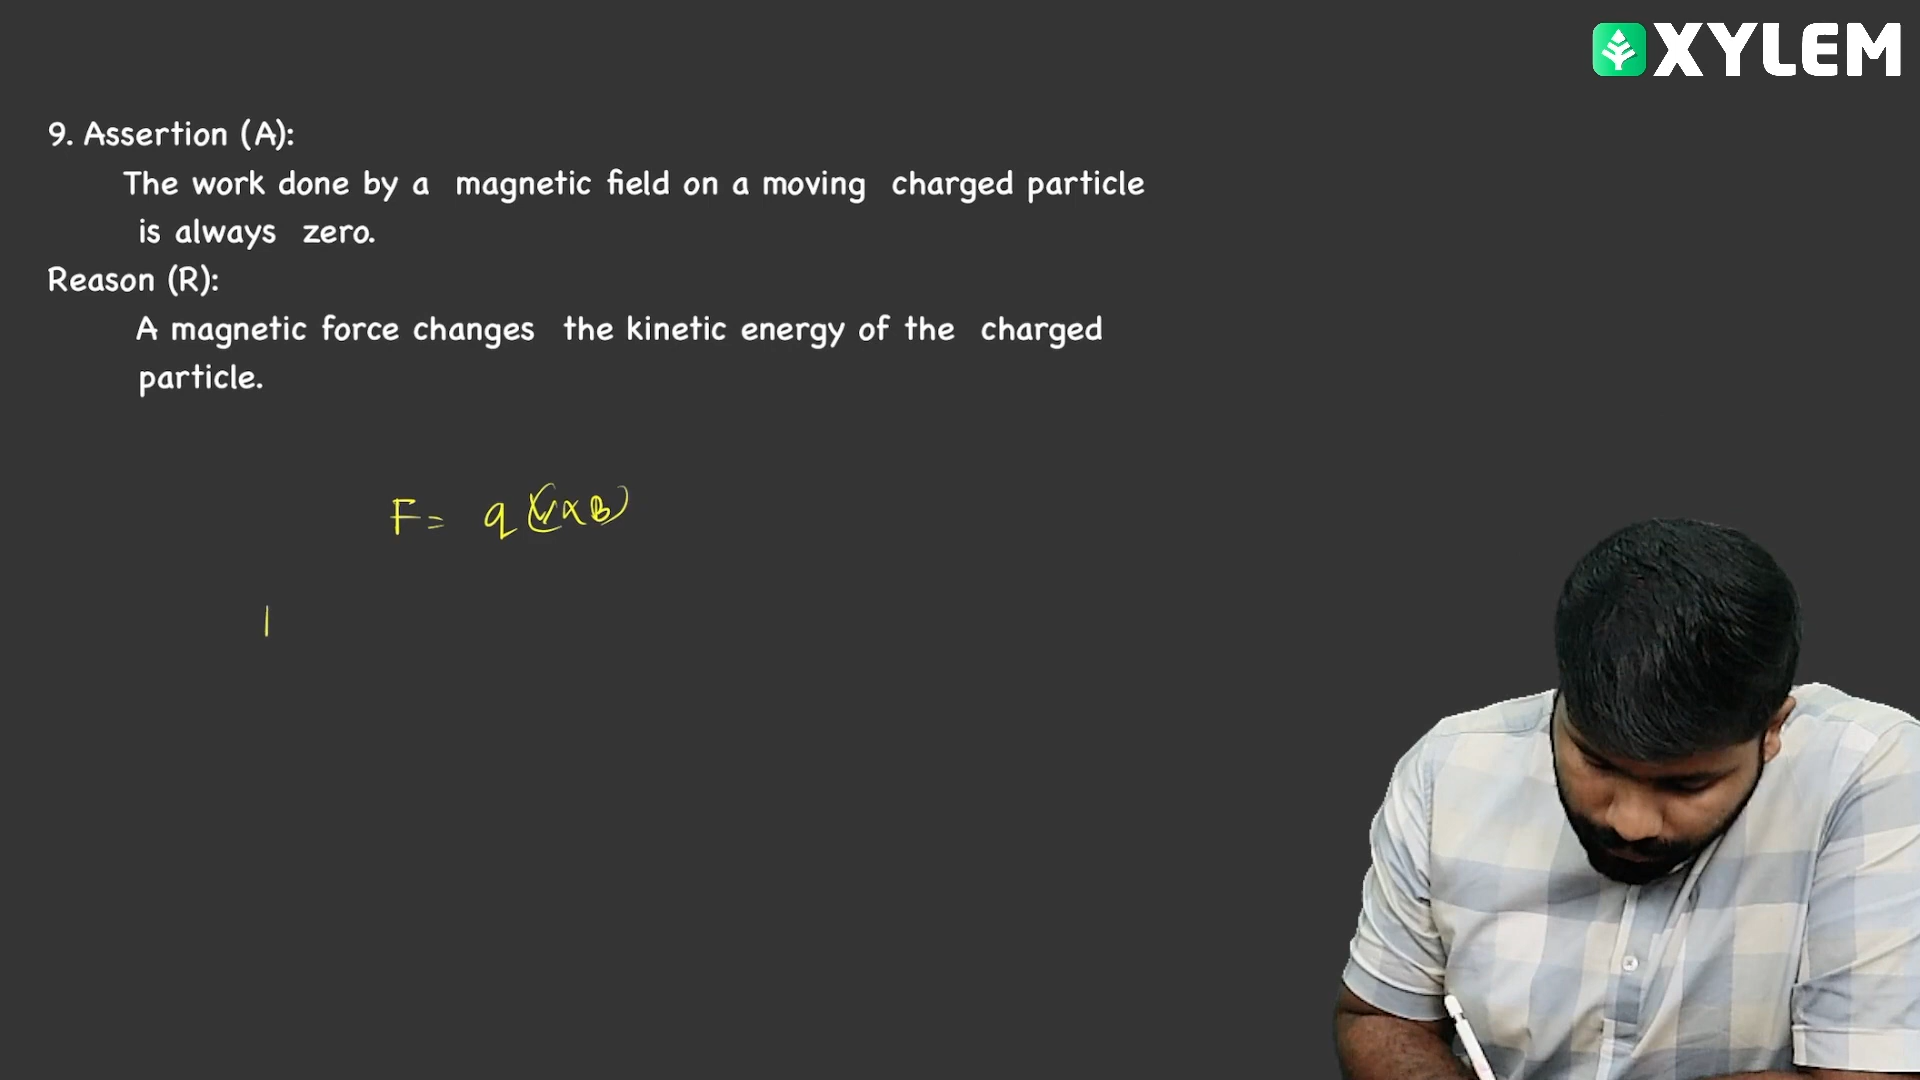 XYLEM
9. Assertion (A):
The work done by a magnetic field on a moving charged particle
is always zero.
Reason (R):
A magnetic force changes the kinetic energy of the charged
particle.
F = q (V×B)